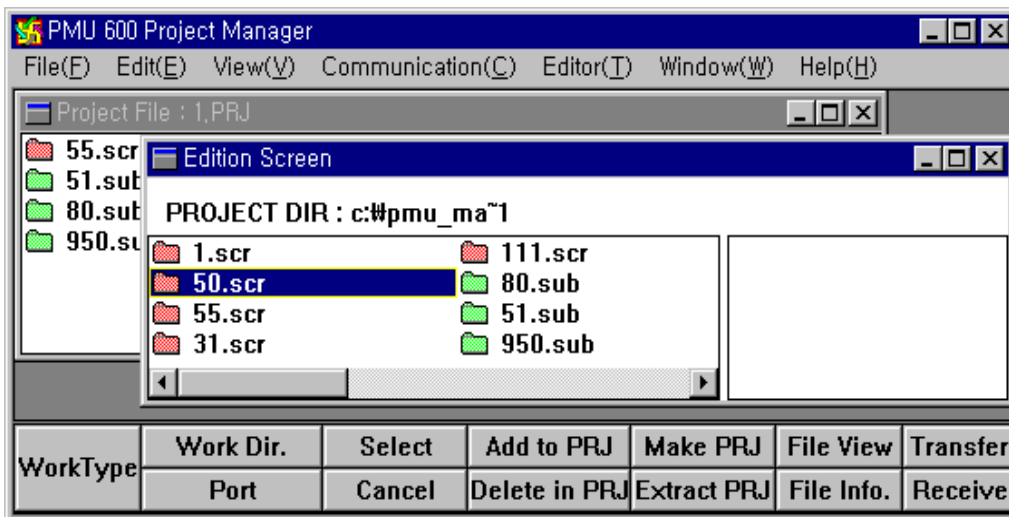 PMU 600 Project Manager
File(F) Edit(E) View(V) Communication(C) Editor(T) Window(W) Help(H)
Project File : 1,PRJ
55.scr
51.sub
80.sub
950.su
Edition Screen
PROJECT DIR : c:₩pmu_ma~1
1.scr 111.scr
50.scr 80.sub
55.scr 51.sub
31.scr 950.sub
WorkType
Work Dir. Select Add to PRJ Make PRJ File View Transfer
Port Cancel Delete in PRJ Extract PRJ File Info. Receive